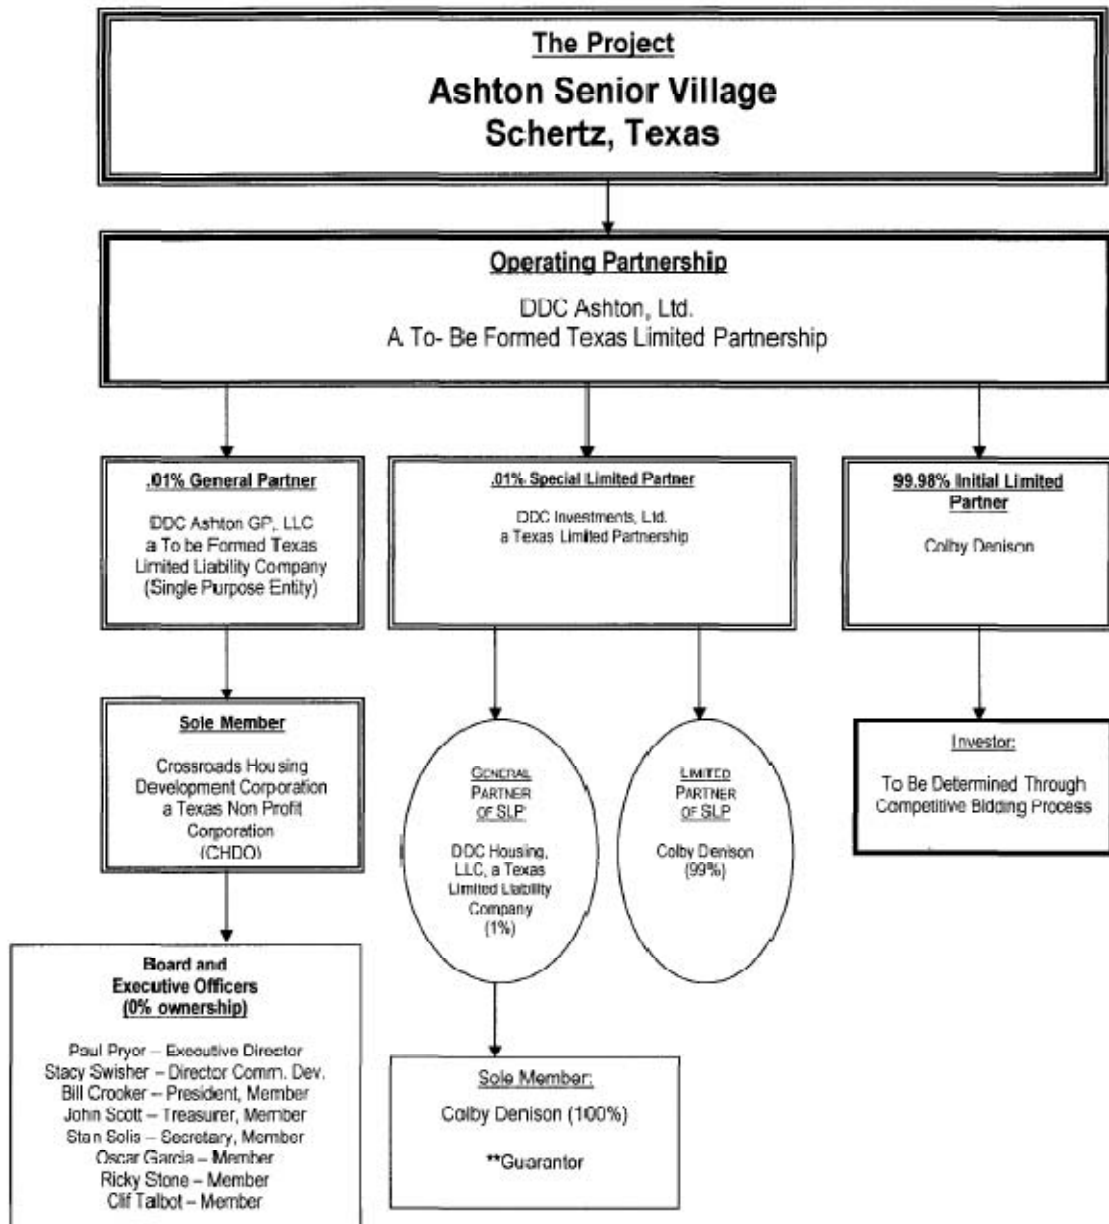 The Project
Ashton Senior Village
Schertz, Texas
Operating Partnership
DDC Ashton, Ltd.
A To- Be Formed Texas Limited Partnership
.01% General Partner
DDC Ashton GP, LLC
a To be Formed Texas
Limited Liability Company
(Single Purpose Entity)
.01% Special Limited Partner
DDC Investments, Ltd.
a Texas Limited Partnership
99.98% Initial Limited
Partner
Colby Denison
Sole Member
Crossroads Housing
Development Corporation
a Texas Non Profit
Corporation
(CHDO)
GENERAL
PARTNER
OF SLP
DDC Housing,
LLC, a Texas
Limited Liability
Company
(1%)
LIMITED
PARTNER
OF SLP
Colby Denison
(99%)
Investor:
To Be Determined Through
Competitive Bidding Process
Board and
Executive Officers
(0% ownership)
Paul Pryor – Executive Director
Stacy Swisher – Director Comm. Dev.
Bill Crooker – President, Member
John Scott – Treasurer, Member
Stan Solis – Secretary, Member
Oscar Garcia – Member
Ricky Stone – Member
Clif Talbot – Member
Sole Member:
Colby Denison (100%)
**Guarantor